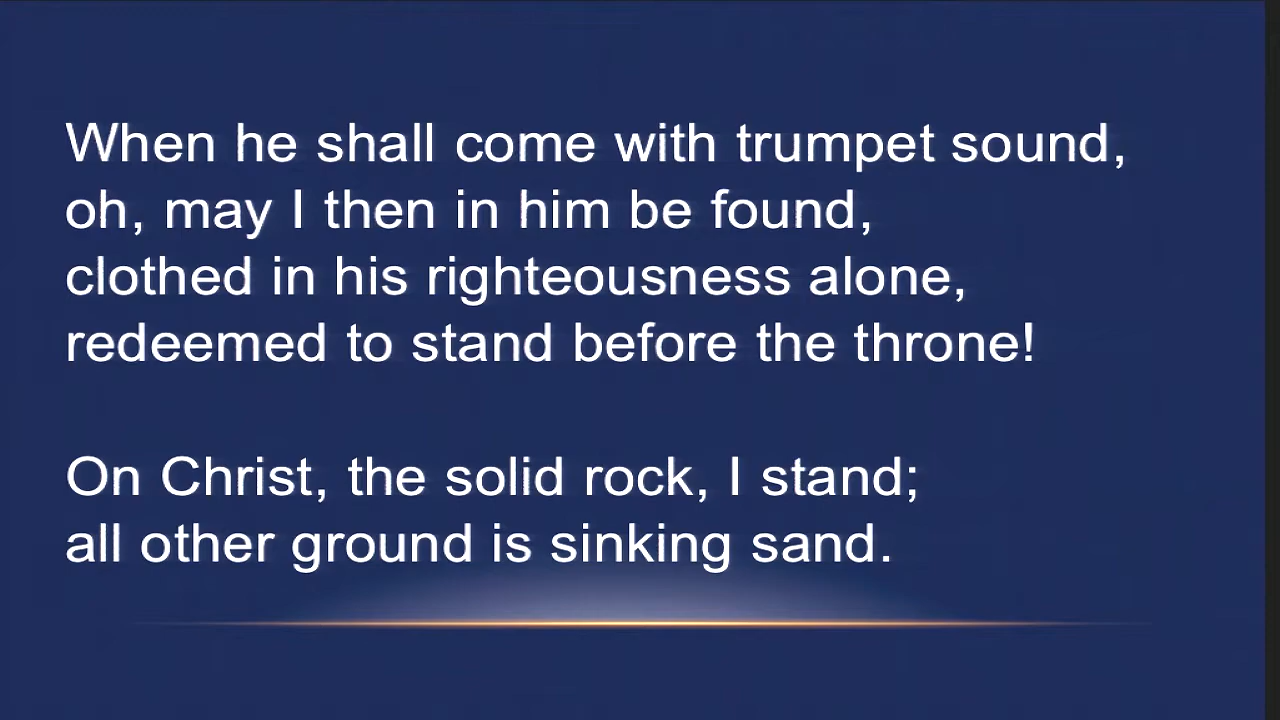 When he shall come with trumpet sound,
oh, may I then in him be found,
clothed in his righteousness alone,
redeemed to stand before the throne!
On Christ, the solid rock, I stand;
all other ground is sinking sand.